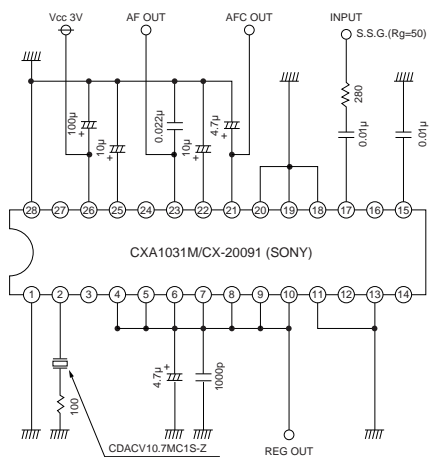 Vcc 3V
AF OUT
AFC OUT
INPUT
S.S.G.(Rg=50)
280
0.01µ
0.01µ
100µ
+
10µ
+
0.022µ
10µ
+
4.7µ
+
28 27 26 25 24 23 22 21 20 19 18 17 16 15
CXA1031M/CX-20091 (SONY)
1 2 3 4 5 6 7 8 9 10 11 12 13 14
100
4.7µ
+
1000p
CDACV10.7MC1S-Z
REG OUT